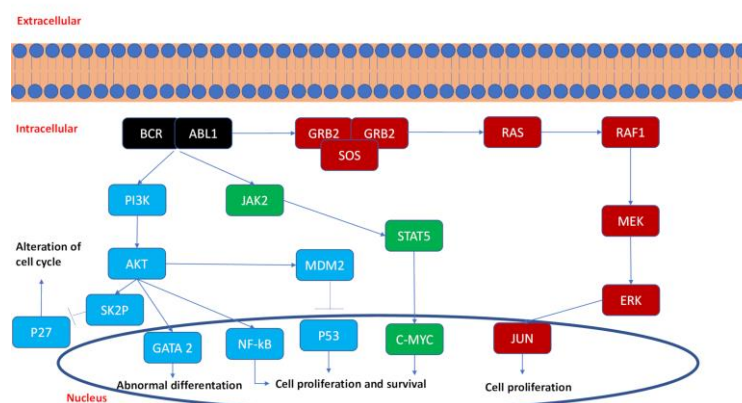 Extracellular
Intracellular
BCR ABL1 GRB2 GRB2 RAS RAF1
SOS
PI3K JAK2 MEK
STAT5
Alteration of
cell cycle
AKT MDM2
ERK
SK2P
P27 P53 C-MYC JUN
GATA 2 NF-kB
Abnormal differentation Cell proliferation and survival Cell proliferation
Nucleus